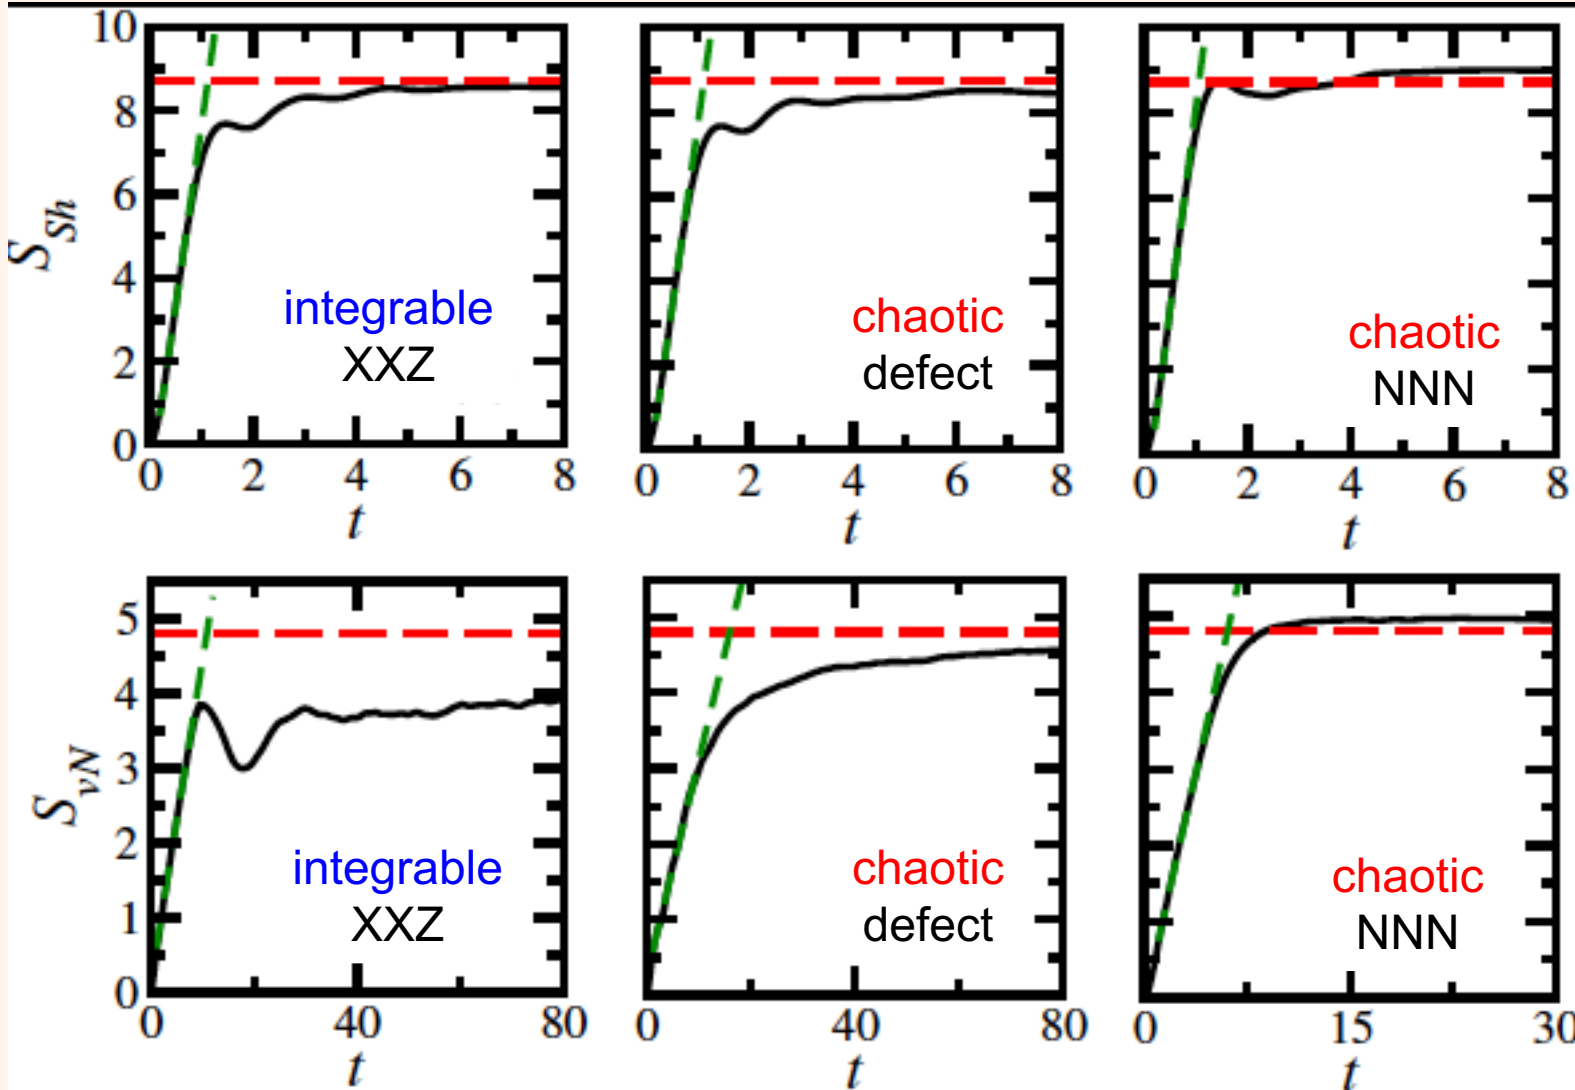 10
8
6
4
2
0
S_Sh
integrable
XXZ
0 2 4 6 8
t
chaotic
defect
0 2 4 6 8
t
chaotic
NNN
0 2 4 6 8
t
5
4
3
2
1
0
S_vN
integrable
XXZ
0 40 80
t
chaotic
defect
0 40 80
t
chaotic
NNN
0 15 30
t